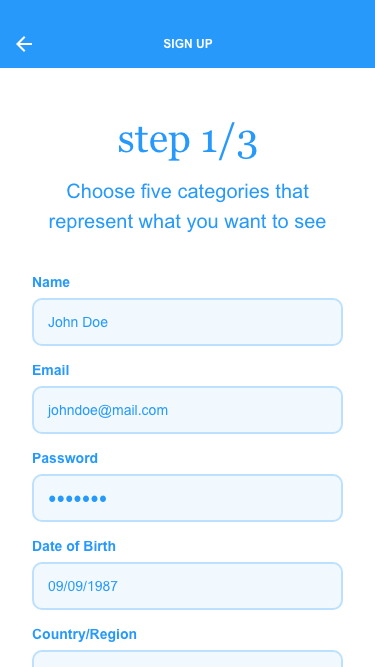 SIGN UP
step 1/3
Choose five categories that
represent what you want to see
Name
John Doe
Email
johndoe@mail.com
Password
•••••••
Date of Birth
09/09/1987
Country/Region